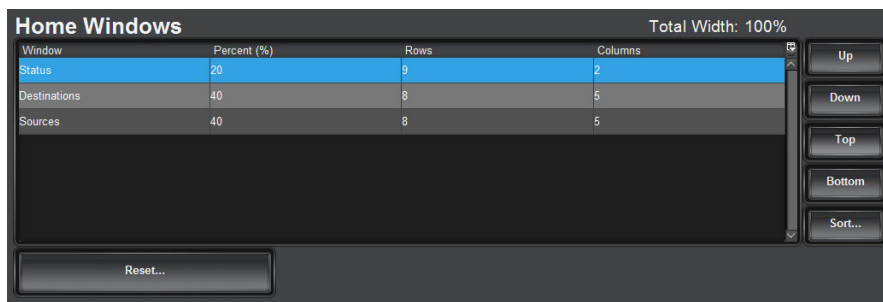 Home Windows Total Width: 100%
Window Percent (%) Rows Columns
Status 20 9 2
Destinations 40 8 5
Sources 40 8 5
Up
Down
Top
Bottom
Sort...
Reset...